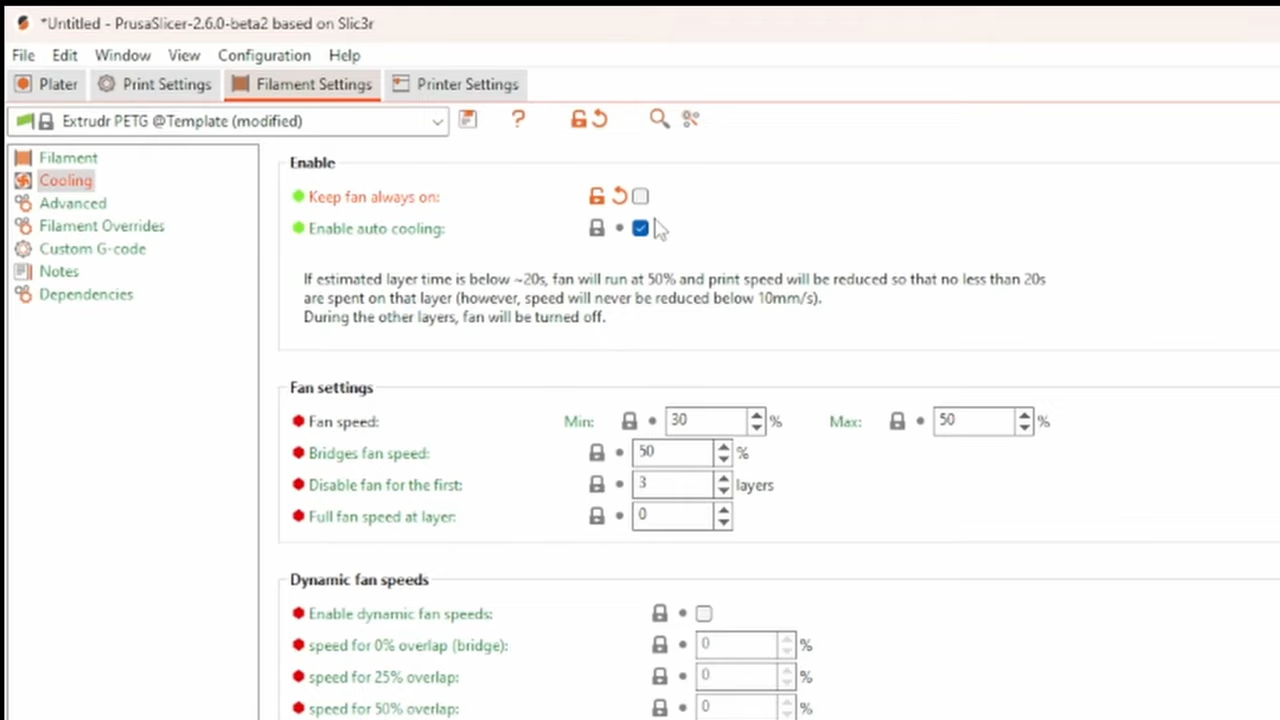 *Untitled - PrusaSlicer-2.6.0-beta2 based on Slic3r
File Edit Window View Configuration Help
Plater Print Settings Filament Settings Printer Settings
Extrudr PETG @Template (modified)
?
Filament
Cooling
Advanced
Filament Overrides
Custom G-code
Notes
Dependencies
Enable
Keep fan always on:
Enable auto cooling:
If estimated layer time is below ~20s, fan will run at 50% and print speed will be reduced so that no less than 20s
are spent on that layer (however, speed will never be reduced below 10mm/s).
During the other layers, fan will be turned off.
Fan settings
Fan speed: Min: 30 % Max: 50 %
Bridges fan speed: 50 %
Disable fan for the first: 3 layers
Full fan speed at layer: 0
Dynamic fan speeds
Enable dynamic fan speeds:
speed for 0% overlap (bridge): 0 %
speed for 25% overlap: 0 %
speed for 50% overlap: 0 %